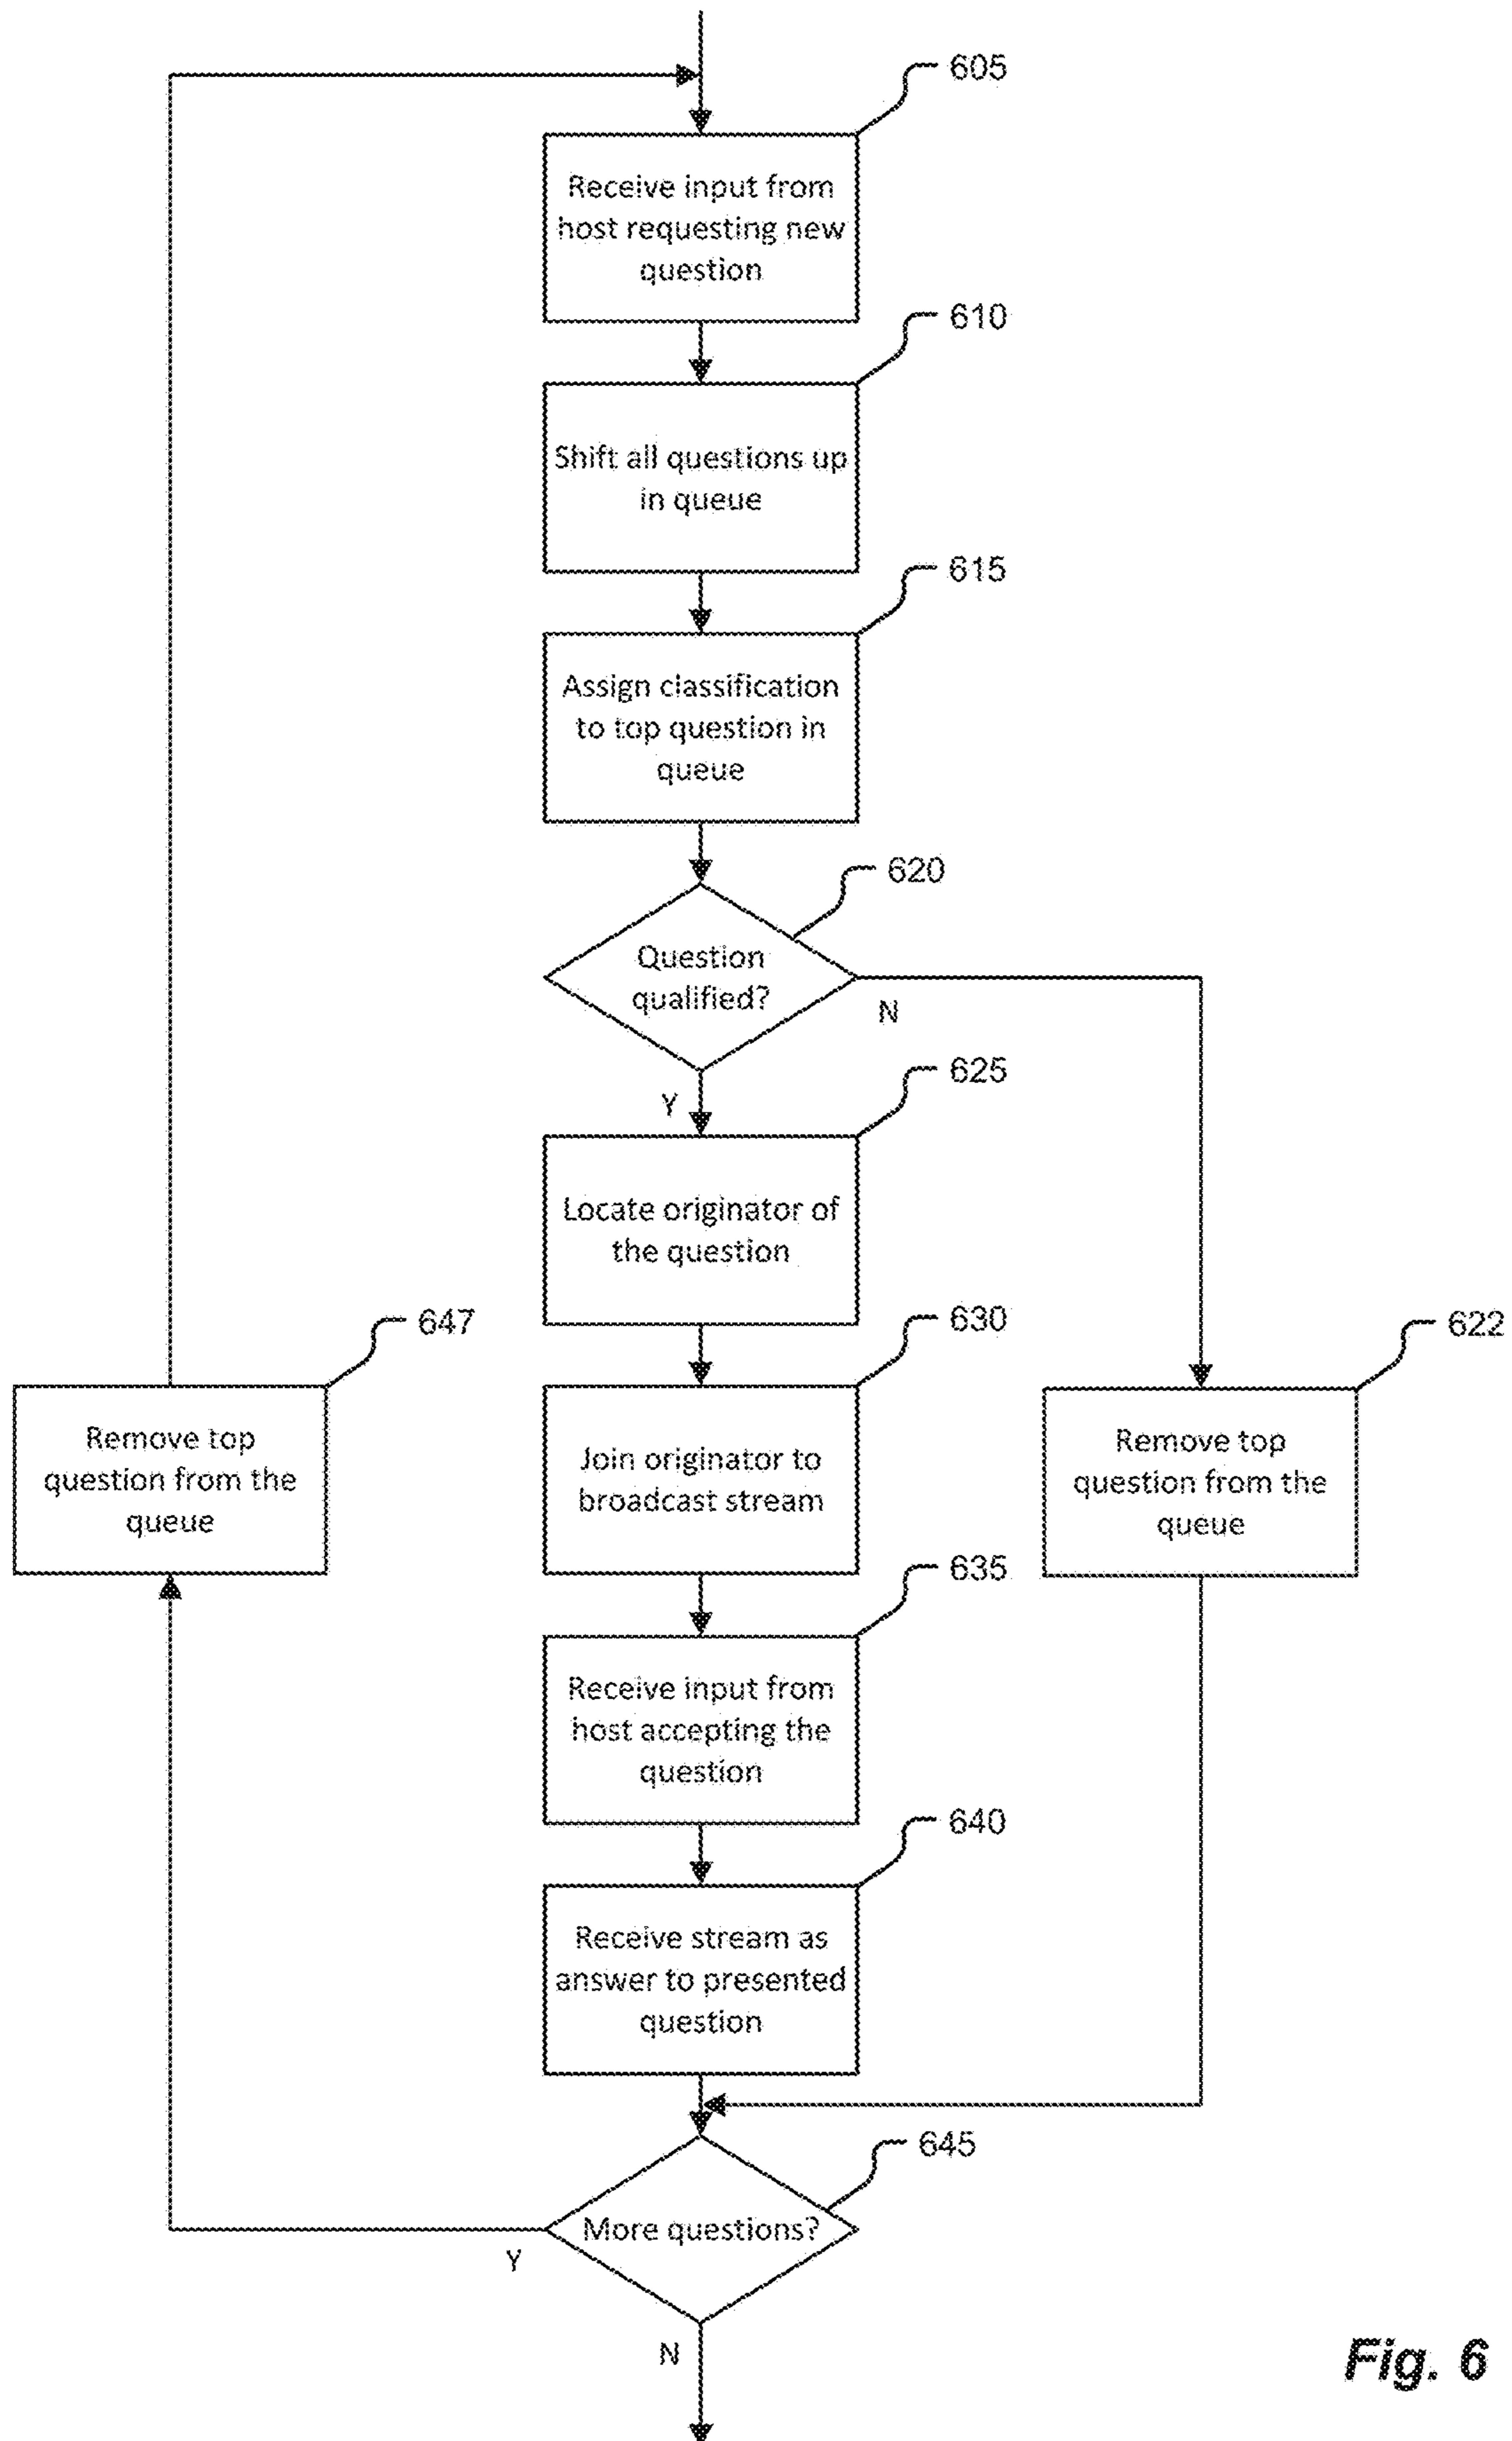 605
Receive input from
host requesting new
question
610
Shift all questions up
in queue
615
Assign classification
to top question in
queue
620
Question
qualified?
N
Y
625
Locate originator of
the question
630
Join originator to
broadcast stream
647
Remove top
question from the
queue
622
Remove top
question from the
queue
635
Receive input from
host accepting the
question
640
Receive stream as
answer to presented
question
645
More questions?
Y
N
Fig. 6